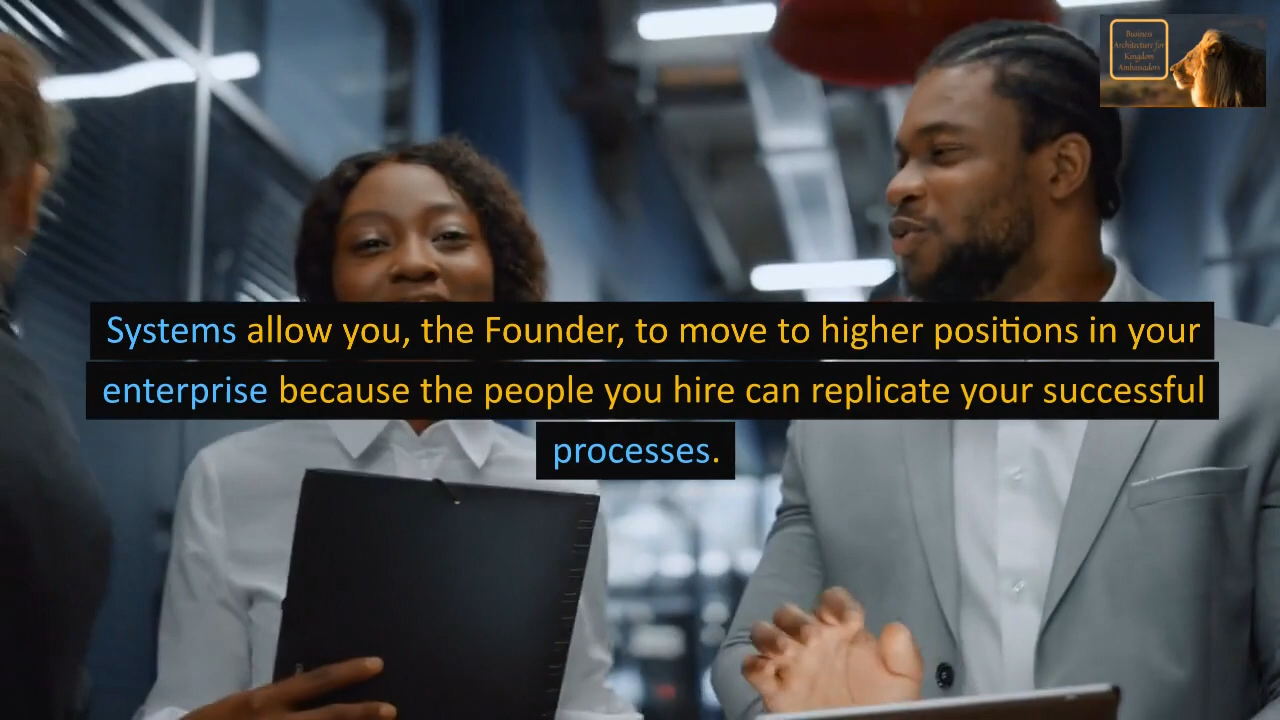 Business
Architecture for
Kingdom
Ambassadors
Systems allow you, the Founder, to move to higher positions in your
enterprise because the people you hire can replicate your successful
processes.